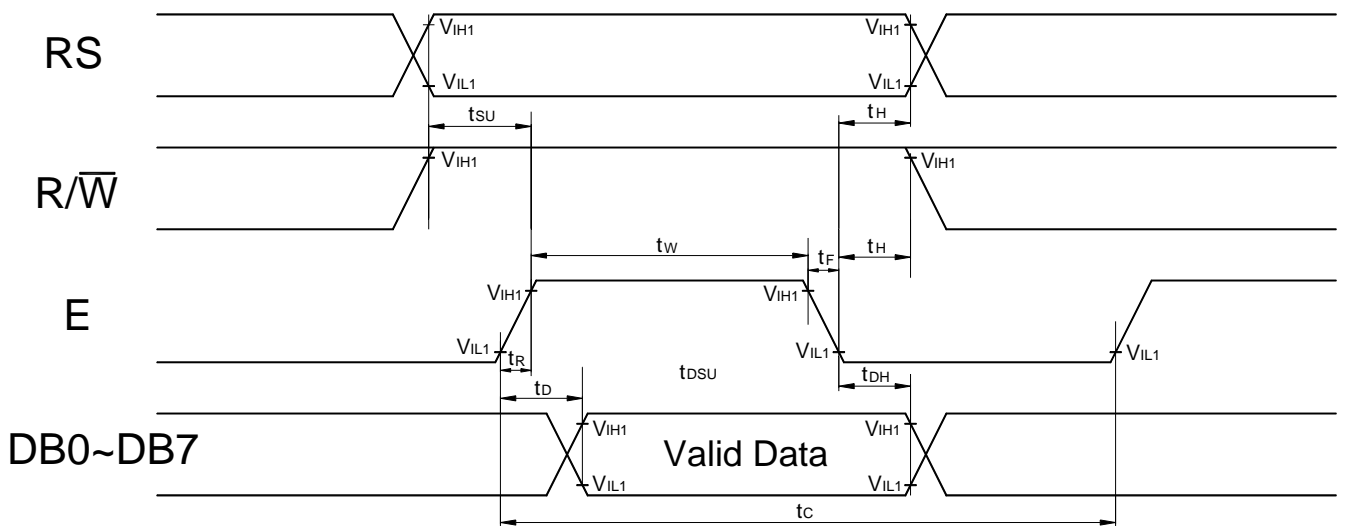 VIH1 VIH1
RS
VIL1 VIL1
tSU tH
VIH1 VIH1
R/W̅
tW tF tH
VIH1 VIH1
E
VIL1 VIL1 VIL1
tR
tD tDSU tDH
VIH1 VIH1
DB0~DB7 Valid Data
VIL1 VIL1
tC